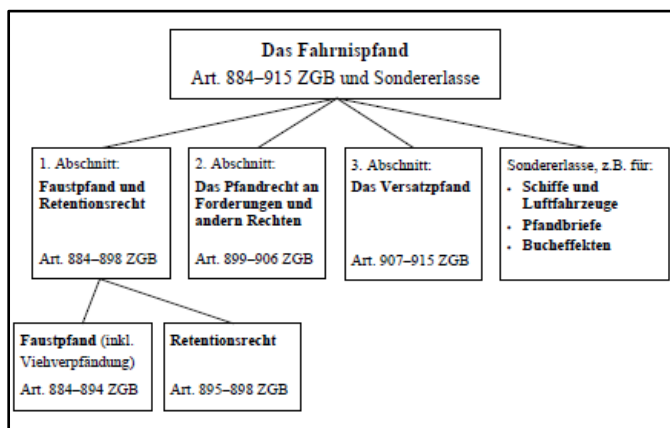 Das Fahrnispfand
Art. 884–915 ZGB und Sondererlasse
1. Abschnitt:
Faustpfand und
Retentionsrecht
Art. 884–898 ZGB
2. Abschnitt:
Das Pfandrecht an
Forderungen und
andern Rechten
Art. 899–906 ZGB
3. Abschnitt:
Das Versatzpfand
Art. 907–915 ZGB
Sondererlasse, z.B. für:
• Schiffe und
Luftfahrzeuge
• Pfandbriefe
• Bucheffekten
Faustpfand (inkl.
Viehverpfändung)
Art. 884–894 ZGB
Retentionsrecht
Art. 895–898 ZGB